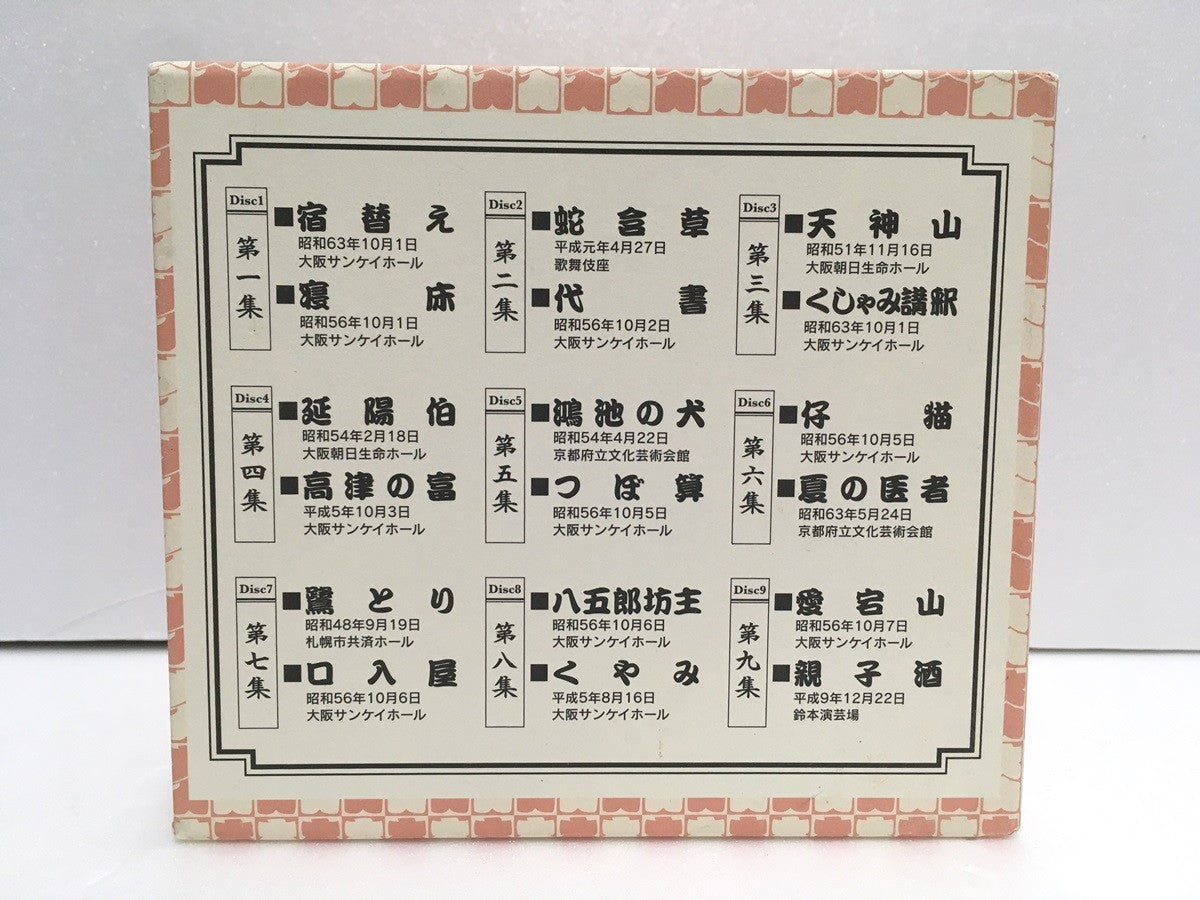 Disc1
第一集
■宿替え
昭和63年10月1日
大阪サンケイホール
■寝床
昭和56年10月1日
大阪サンケイホール
Disc2
第二集
■蛇含草
平成元年4月27日
歌舞伎座
■代書
昭和56年10月2日
大阪サンケイホール
Disc3
第三集
■天神山
昭和51年11月16日
大阪朝日生命ホール
■くしゃみ講釈
昭和63年10月1日
大阪サンケイホール
Disc4
第四集
■延陽伯
昭和54年2月18日
大阪朝日生命ホール
■高津の富
平成5年10月3日
大阪サンケイホール
Disc5
第五集
■鴻池の犬
昭和54年4月22日
京都府立文化芸術会館
■つぼ算
昭和56年10月5日
大阪サンケイホール
Disc6
第六集
■仔猫
昭和56年10月5日
大阪サンケイホール
■夏の医者
昭和63年5月24日
京都府立文化芸術会館
Disc7
第七集
■鷺とり
昭和48年9月19日
札幌市共済ホール
■口入屋
昭和56年10月6日
大阪サンケイホール
Disc8
第八集
■八五郎坊主
昭和56年10月6日
大阪サンケイホール
■くやみ
平成5年8月16日
大阪サンケイホール
Disc9
第九集
■愛宕山
昭和56年10月7日
大阪サンケイホール
■親子酒
平成9年12月22日
鈴本演芸場